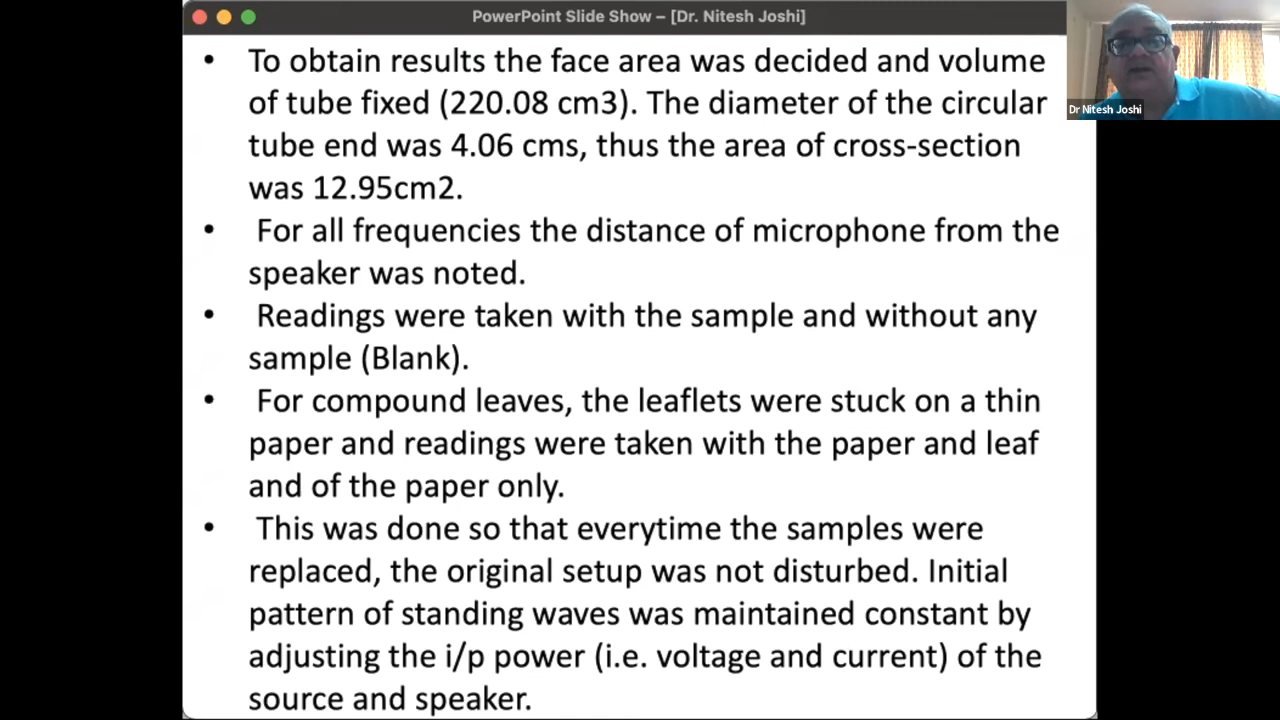 PowerPoint Slide Show – [Dr. Nitesh Joshi]
Dr Nitesh Joshi
• To obtain results the face area was decided and volume
of tube fixed (220.08 cm3). The diameter of the circular
tube end was 4.06 cms, thus the area of cross-section
was 12.95cm2.
• For all frequencies the distance of microphone from the
speaker was noted.
• Readings were taken with the sample and without any
sample (Blank).
• For compound leaves, the leaflets were stuck on a thin
paper and readings were taken with the paper and leaf
and of the paper only.
• This was done so that everytime the samples were
replaced, the original setup was not disturbed. Initial
pattern of standing waves was maintained constant by
adjusting the i/p power (i.e. voltage and current) of the
source and speaker.